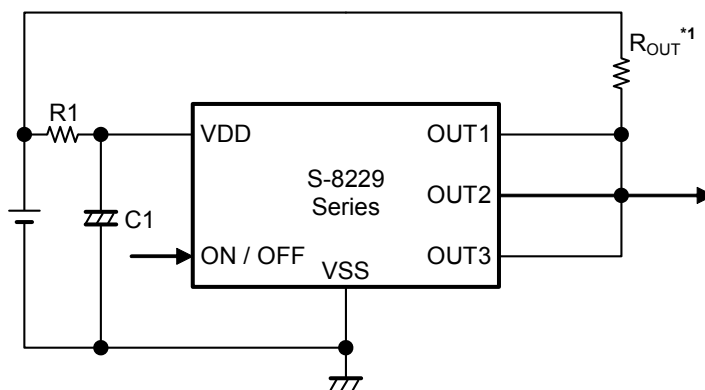 R_OUT*1
R1
VDD
OUT1
S-8229
Series
OUT2
C1
ON / OFF
OUT3
VSS